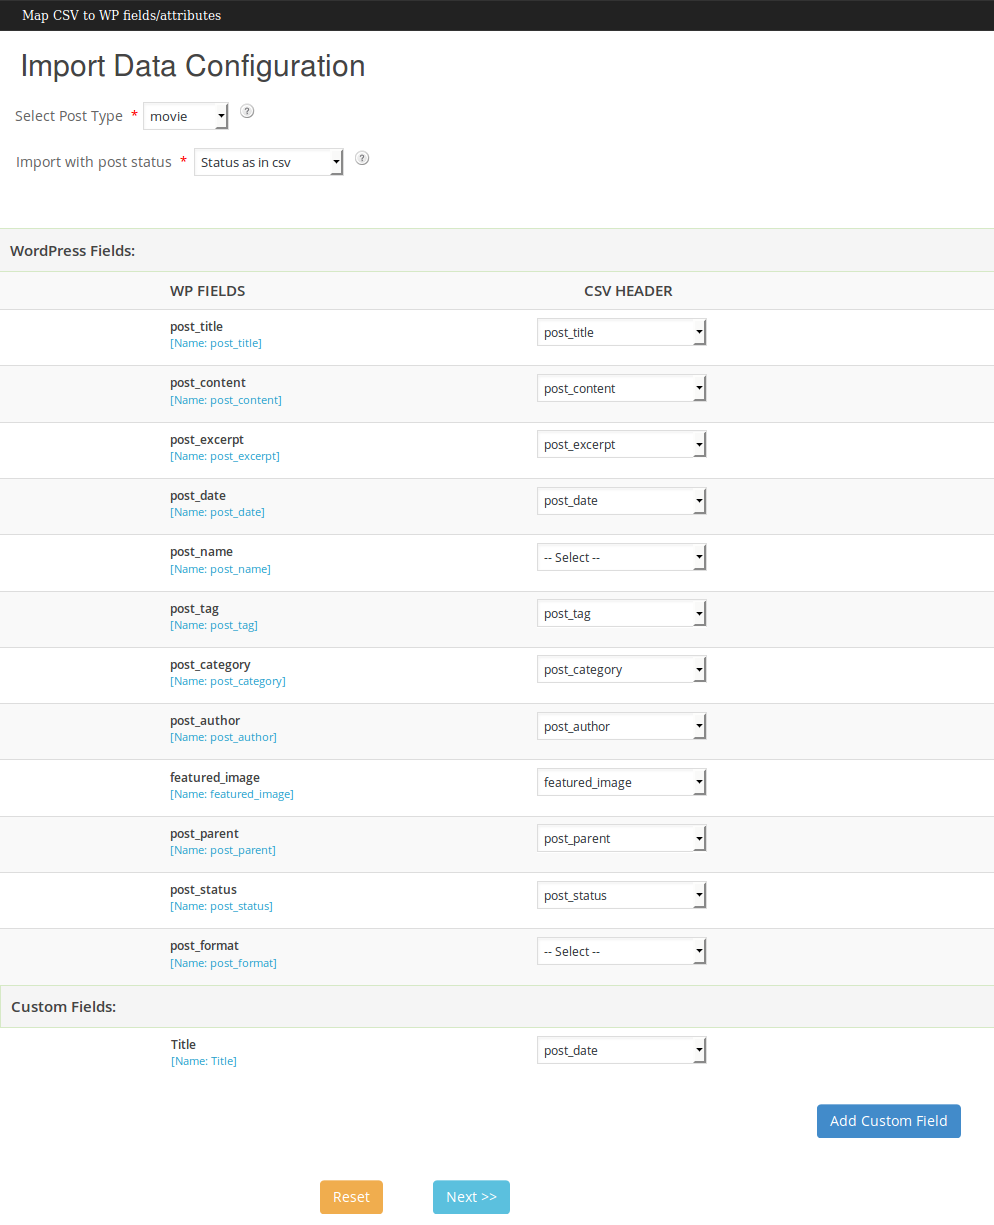 Map CSV to WP fields/attributes
Import Data Configuration
Select Post Type * movie ?
Import with post status * Status as in csv ?
WordPress Fields:
WP FIELDS CSV HEADER
post_title post_title
[Name: post_title]
post_content post_content
[Name: post_content]
post_excerpt post_excerpt
[Name: post_excerpt]
post_date post_date
[Name: post_date]
post_name -- Select --
[Name: post_name]
post_tag post_tag
[Name: post_tag]
post_category post_category
[Name: post_category]
post_author post_author
[Name: post_author]
featured_image featured_image
[Name: featured_image]
post_parent post_parent
[Name: post_parent]
post_status post_status
[Name: post_status]
post_format -- Select --
[Name: post_format]
Custom Fields:
Title post_date
[Name: Title]
Add Custom Field
Reset Next >>